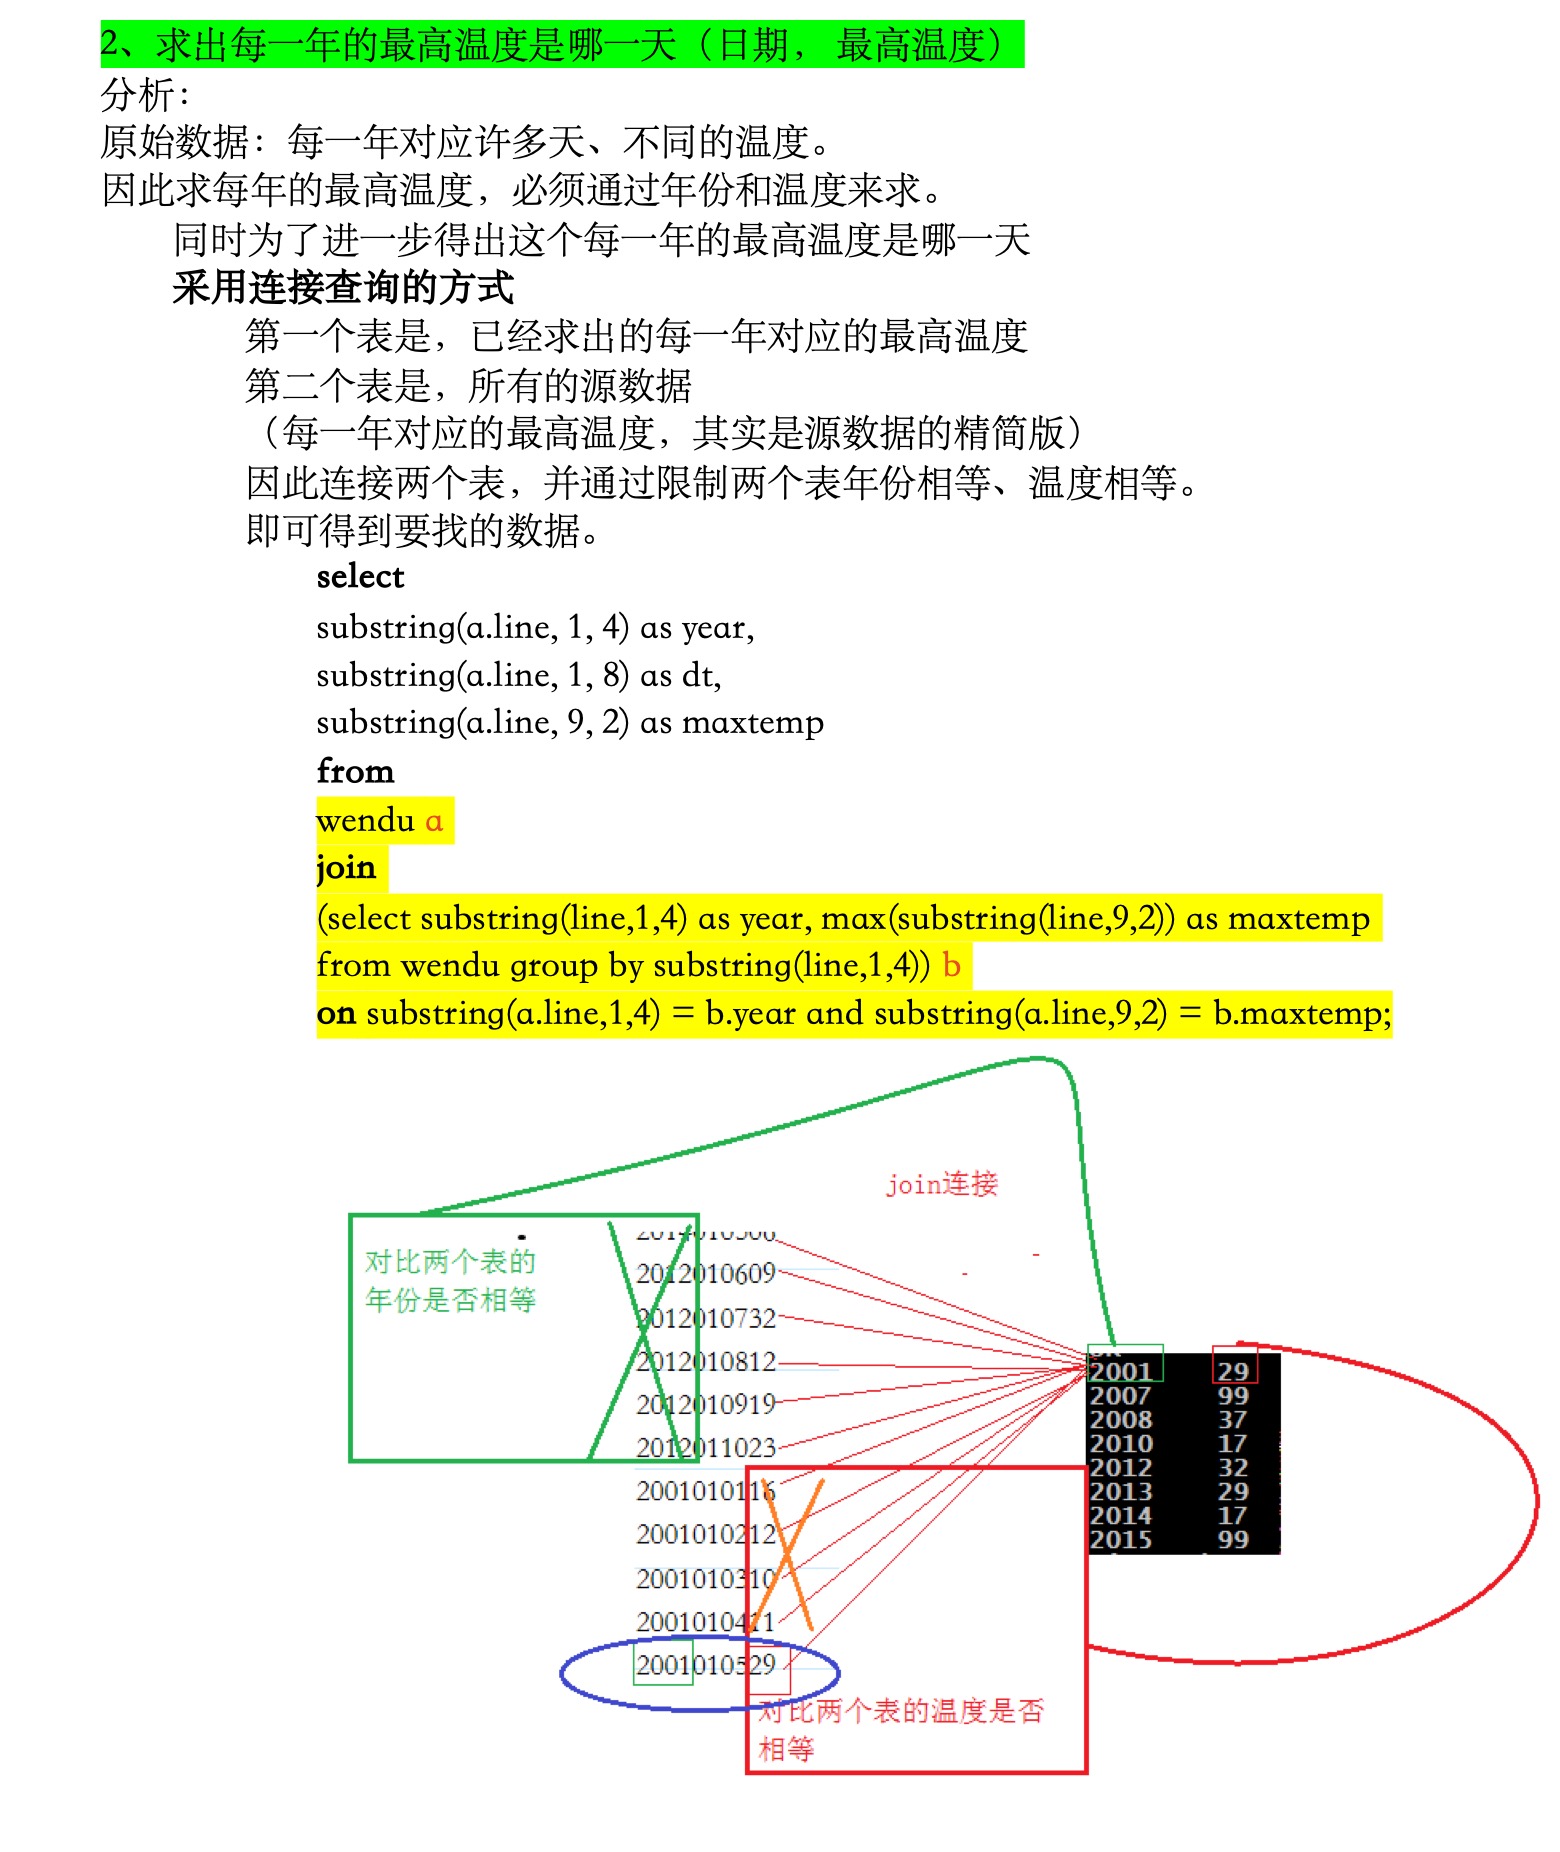 2、求出每一年的最高温度是哪一天（日期， 最高温度）
分析：
原始数据：每一年对应许多天、不同的温度。
因此求每年的最高温度，必须通过年份和温度来求。
同时为了进一步得出这个每一年的最高温度是哪一天
采用连接查询的方式
第一个表是，已经求出的每一年对应的最高温度
第二个表是，所有的源数据
（每一年对应的最高温度，其实是源数据的精简版）
因此连接两个表，并通过限制两个表年份相等、温度相等。
即可得到要找的数据。
select
substring(a.line, 1, 4) as year,
substring(a.line, 1, 8) as dt,
substring(a.line, 9, 2) as maxtemp
from
wendu a
join
(select substring(line,1,4) as year, max(substring(line,9,2)) as maxtemp
from wendu group by substring(line,1,4)) b
on substring(a.line,1,4) = b.year and substring(a.line,9,2) = b.maxtemp;
join连接
对比两个表的
年份是否相等
2012010609
2012010732
2012010812
2012010919
2012011023
2001010116
2001010212
2001010310
2001010411
2001010529
2001 29
2007 99
2008 37
2010 17
2012 32
2013 29
2014 17
2015 99
对比两个表的温度是否
相等